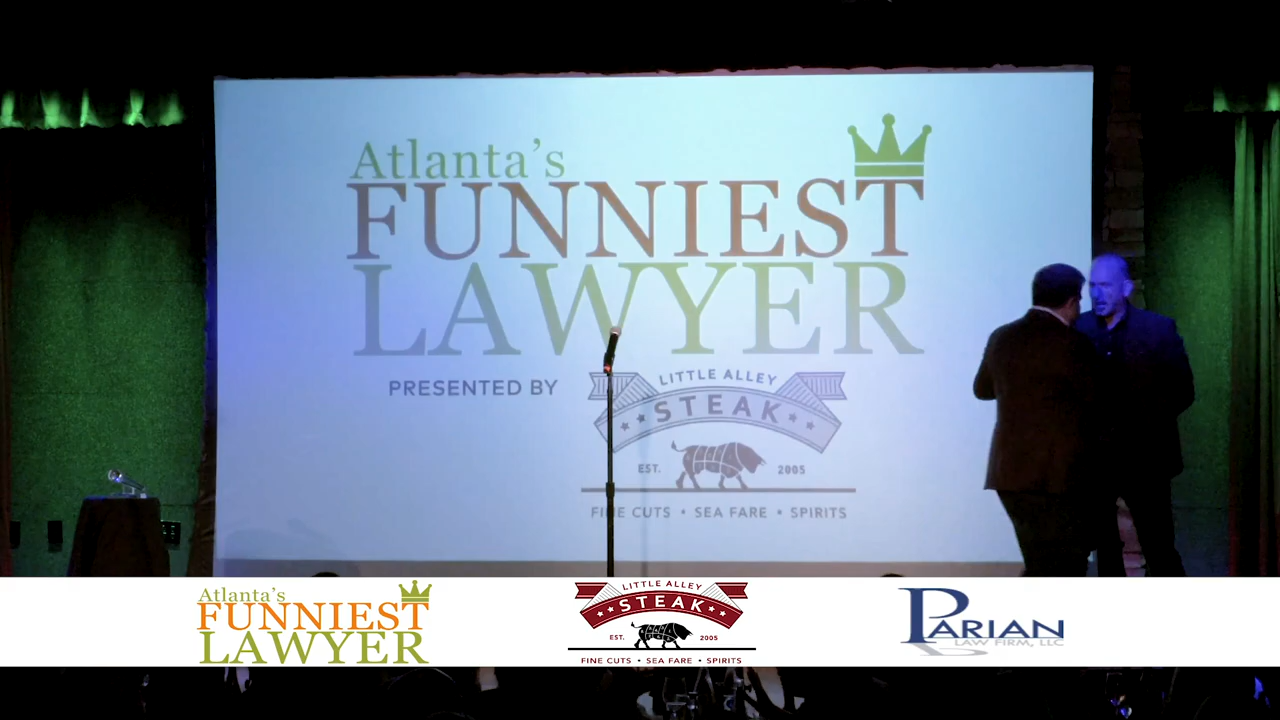 Atlanta's
FUNNIEST
LAWYER
PRESENTED BY
LITTLE ALLEY
STEAK
EST. 2005
FINE CUTS • SEA FARE • SPIRITS
Atlanta's
FUNNIEST
LAWYER
LITTLE ALLEY
STEAK
EST. 2005
FINE CUTS • SEA FARE • SPIRITS
PARIAN
LAW FIRM, LLC